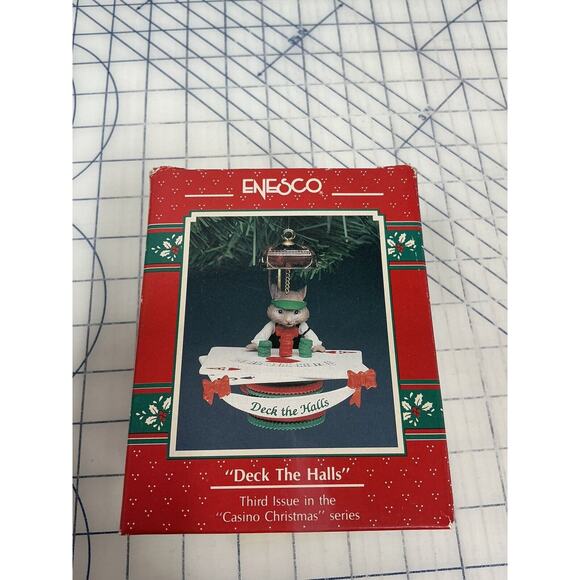 ENESCO
Deck the Halls
"Deck The Halls"
Third Issue in the
"Casino Christmas" series